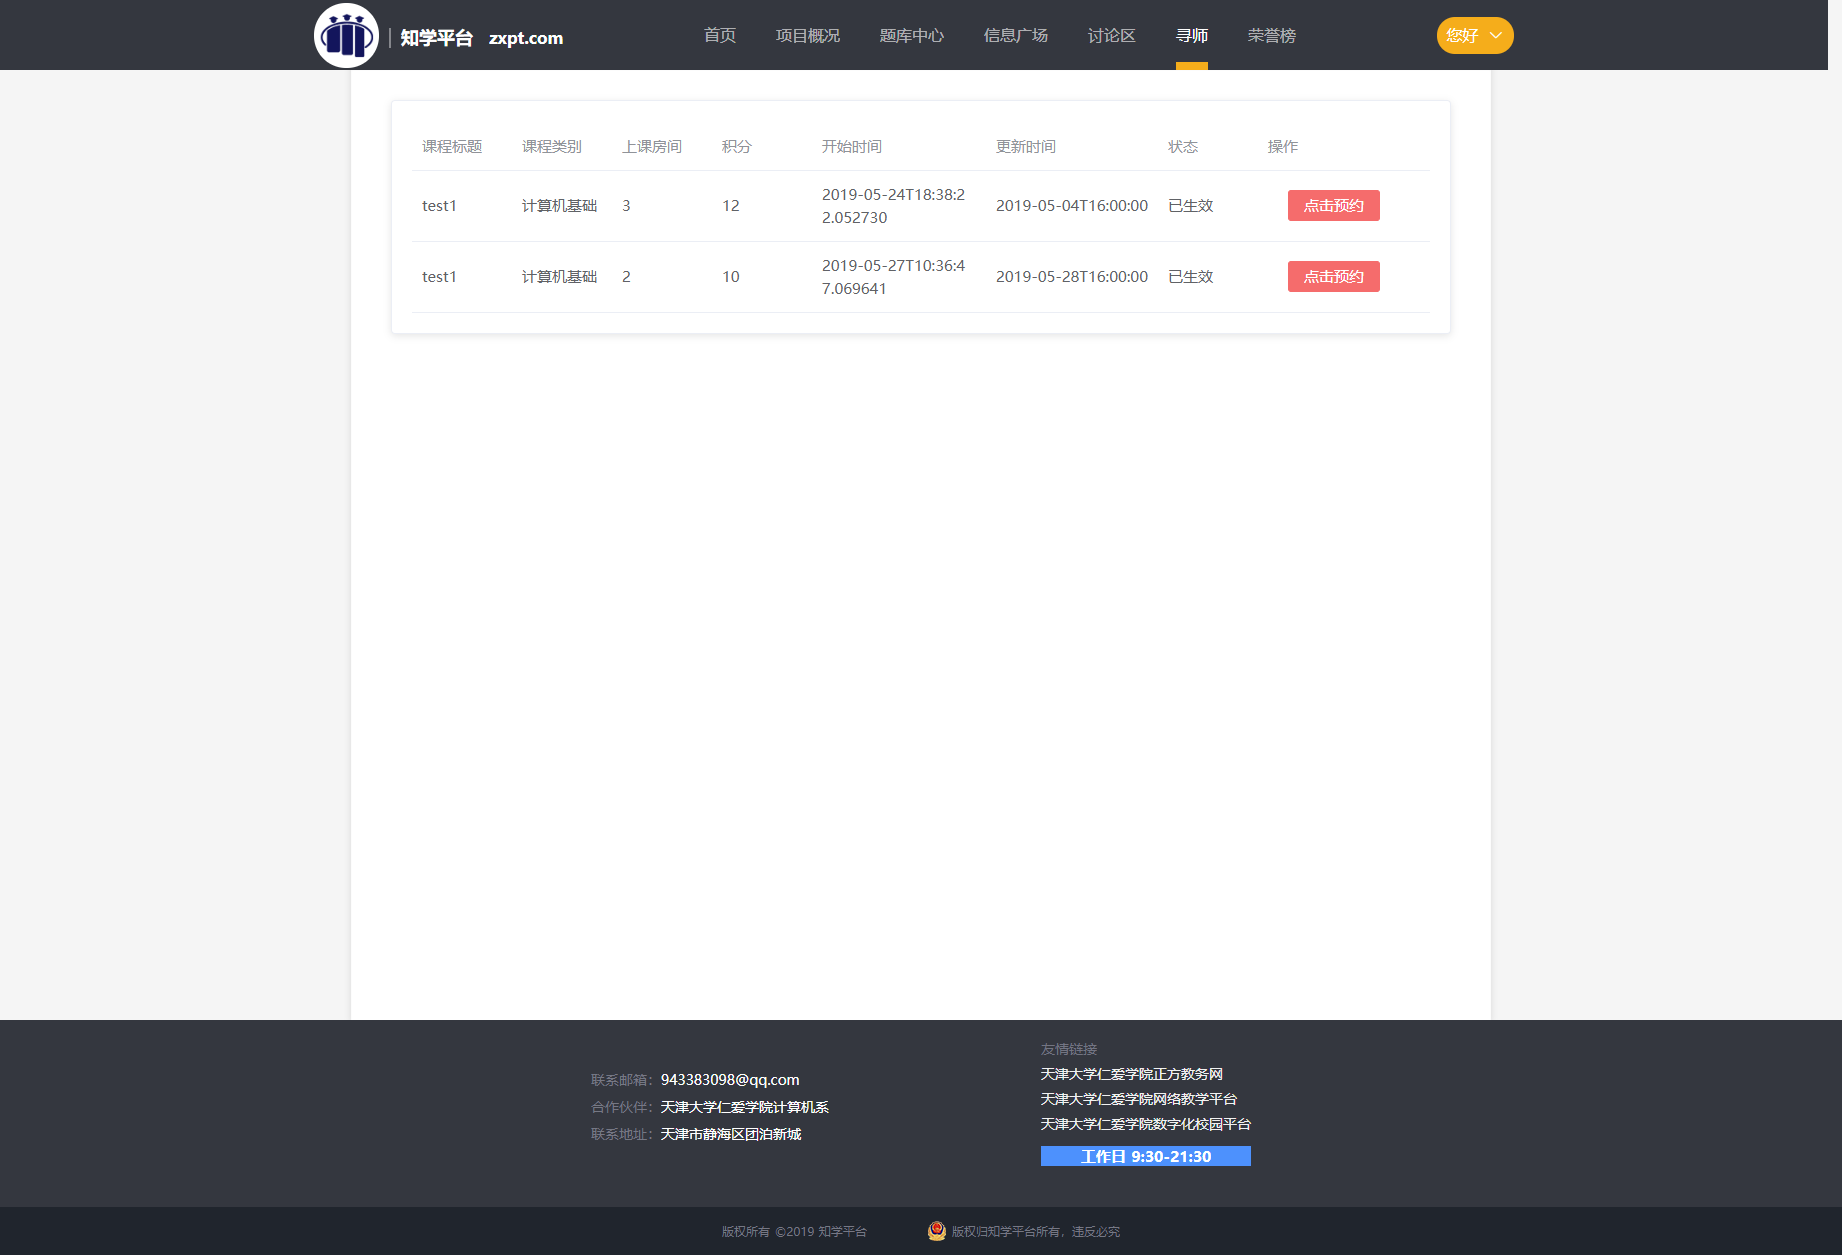 知学平台 zxpt.com
首页 项目概况 题库中心 信息广场 讨论区 寻师 荣誉榜
您好
课程标题 课程类别 上课房间 积分 开始时间 更新时间 状态 操作
test1 计算机基础 3 12 2019-05-24T18:38:2 2019-05-04T16:00:00 已生效 点击预约
2.052730
test1 计算机基础 2 10 2019-05-27T10:36:4 2019-05-28T16:00:00 已生效 点击预约
7.069641
联系邮箱：943383098@qq.com
合作伙伴：天津大学仁爱学院计算机系
联系地址：天津市静海区团泊新城
友情链接
天津大学仁爱学院正方教务网
天津大学仁爱学院网络教学平台
天津大学仁爱学院数字化校园平台
工作日 9:30-21:30
版权所有 ©2019 知学平台
版权归知学平台所有，违反必究